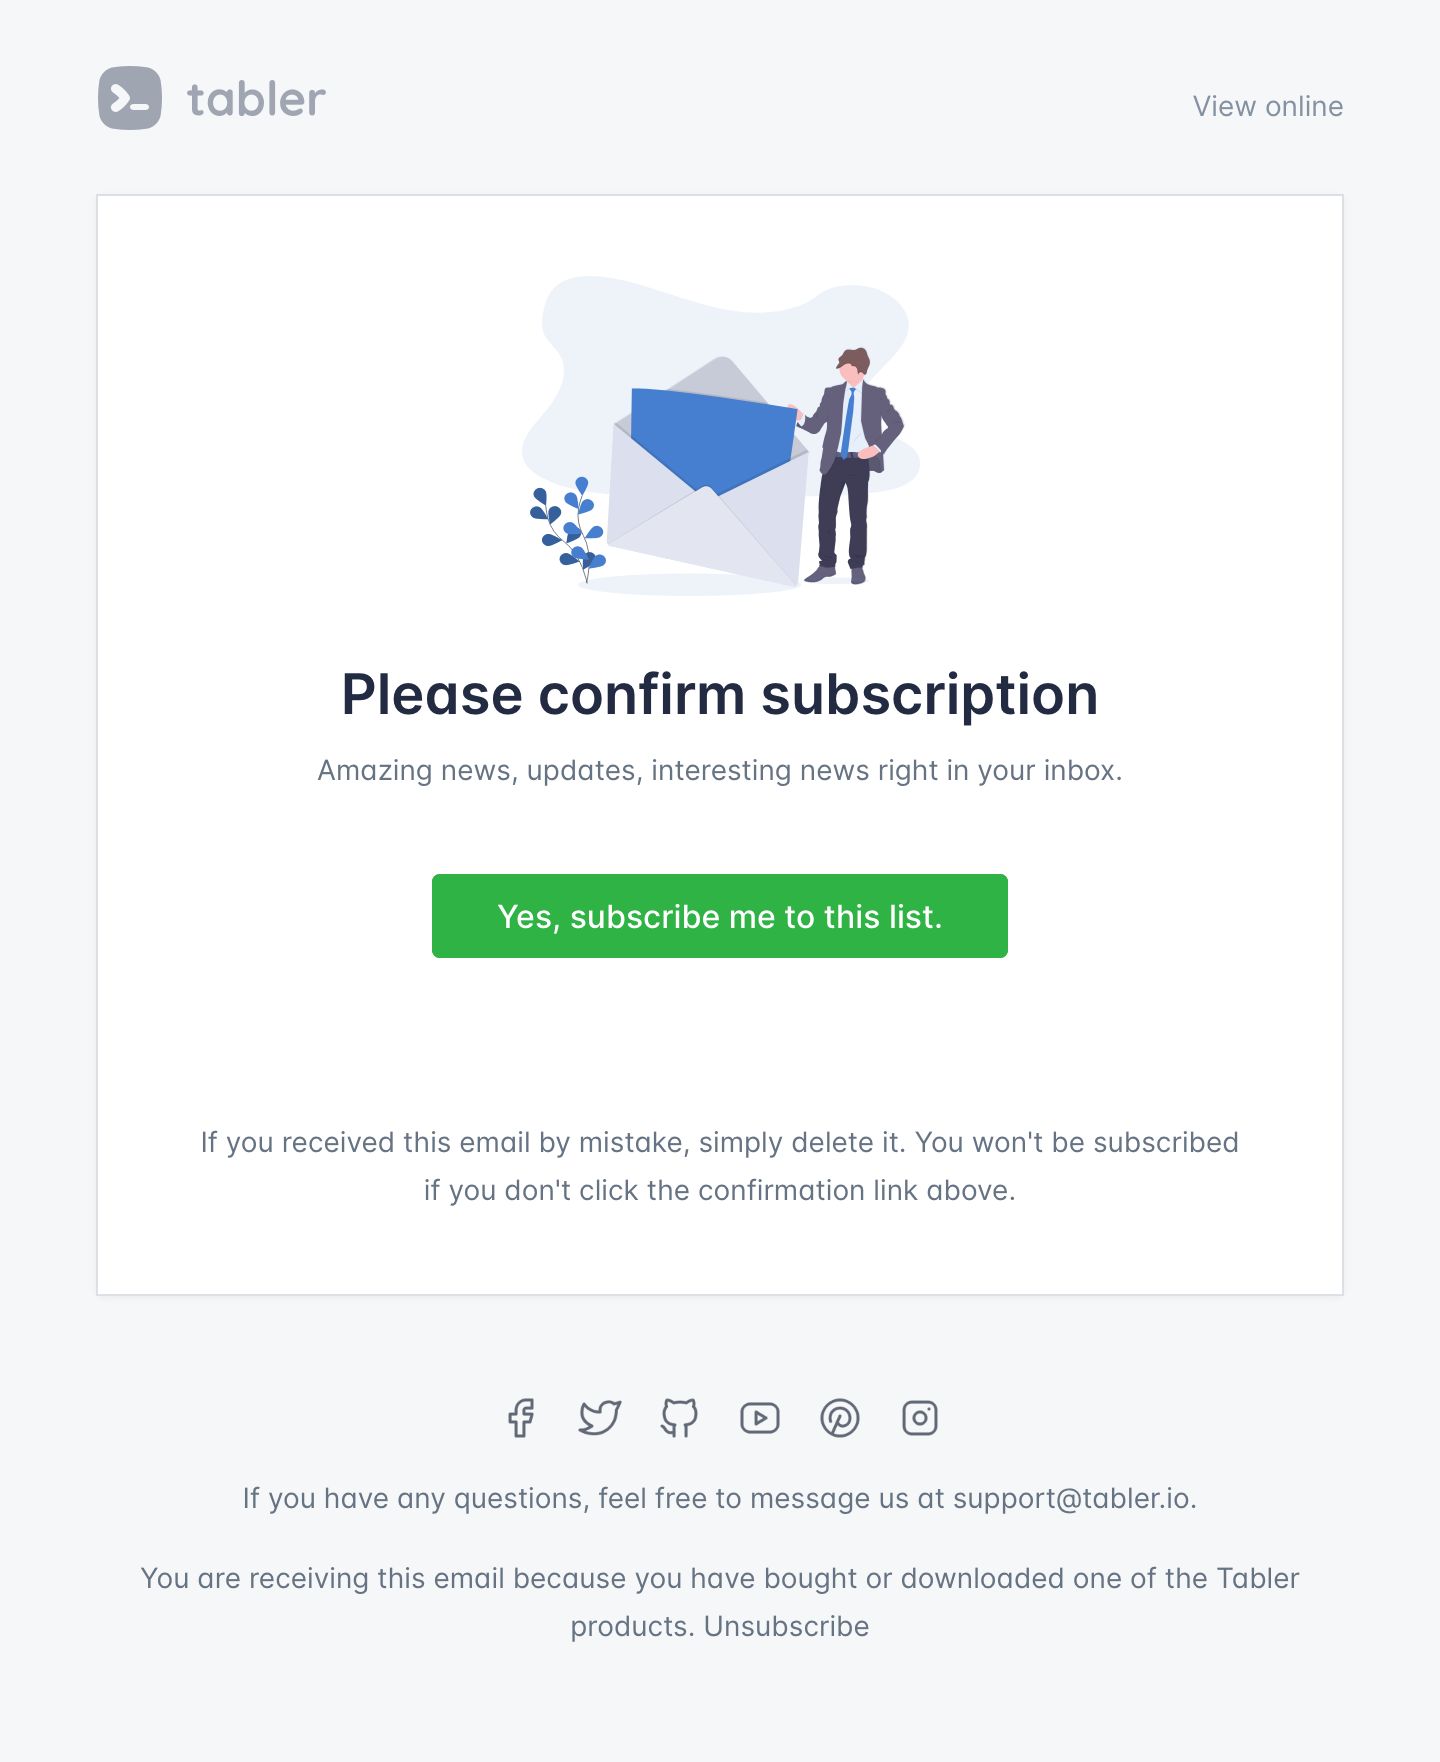 tabler
View online
Please confirm subscription
Amazing news, updates, interesting news right in your inbox.
Yes, subscribe me to this list.
If you received this email by mistake, simply delete it. You won't be subscribed
if you don't click the confirmation link above.
If you have any questions, feel free to message us at support@tabler.io.
You are receiving this email because you have bought or downloaded one of the Tabler
products. Unsubscribe